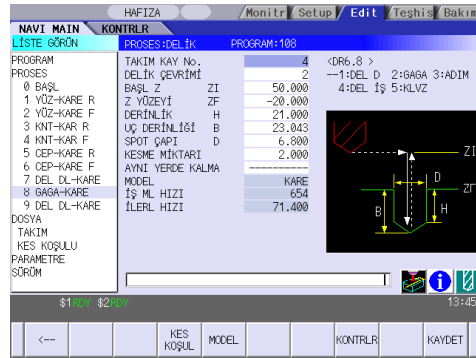 HAFIZA Monitr Setup Edit Teşhis Bakım
NAVI MAIN KONTRLR
LİSTE GÖRÜN PROSES:DELİK PROGRAM:108
PROGRAM
PROSES
0 BAŞL
1 YÜZ-KARE R
2 YÜZ-KARE F
3 KNT-KAR R
4 KNT-KAR F
5 CEP-KARE R
6 CEP-KARE F
7 DEL DL-KARE
8 GAGA-KARE
9 DEL DL-KARE
DOSYA
TAKIM
KES KOŞULU
PARAMETRE
SÜRÜM
TAKIM KAY No. 4
DELİK ÇEVRİMİ 2
BAŞL Z ZI 50.000
Z YÜZEYİ ZF -20.000
DERİNLİK H 21.000
UÇ DERİNLİĞİ B 23.043
SPOT ÇAPI D 6.800
KESME MİKTARI 2.000
AYNI YERDE KALMA ----------
MODEL KARE
İŞ ML HIZI 654
İLERL HIZI 71.400
<DR6.8 >
--1:DEL D 2:GAGA 3:ADIM
4:DEL İŞ 5:KLVZ
ZI
D
ZF
B
H
$1 RDY $2 RDY 13:45
<-- KES KOŞUL MODEL KONTRLR KAYDET